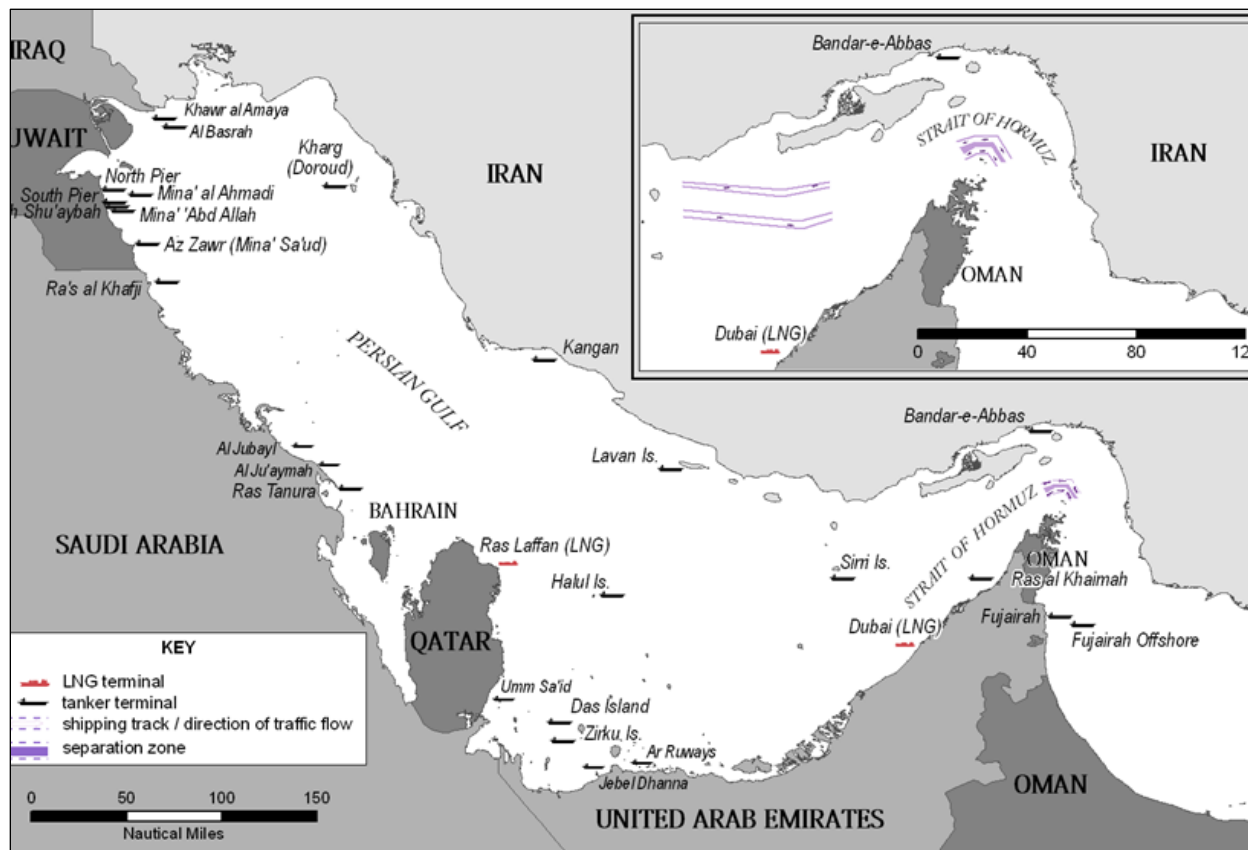 IRAQ
UWAIT
Khawr al Amaya
Al Basrah
Kharg
(Doroud)
IRAN
North Pier
South Pier
h Shu'aybah
Mina' al Ahmadi
Mina' 'Abd Allah
Az Zawr (Mina' Sa'ud)
Ra's al Khafji
PERSIAN GULF
Kangan
Al Jubayl
Al Ju'aymah
Ras Tanura
Lavan Is.
BAHRAIN
SAUDI ARABIA
Ras Laffan (LNG)
Halul Is.
QATAR
Sirri Is.
STRAIT OF HORMUZ
Bandar-e-Abbas
OMAN
Ras al Khaimah
Dubai (LNG)
Fujairah
Fujairah Offshore
Umm Sa'id
Das Island
Zirku Is.
Ar Ruways
Jebel Dhanna
UNITED ARAB EMIRATES
OMAN
Bandar-e-Abbas
STRAIT OF HORMUZ
IRAN
OMAN
Dubai (LNG)
0 40 80 12
KEY
LNG terminal
tanker terminal
shipping track / direction of traffic flow
separation zone
0 50 100 150
Nautical Miles